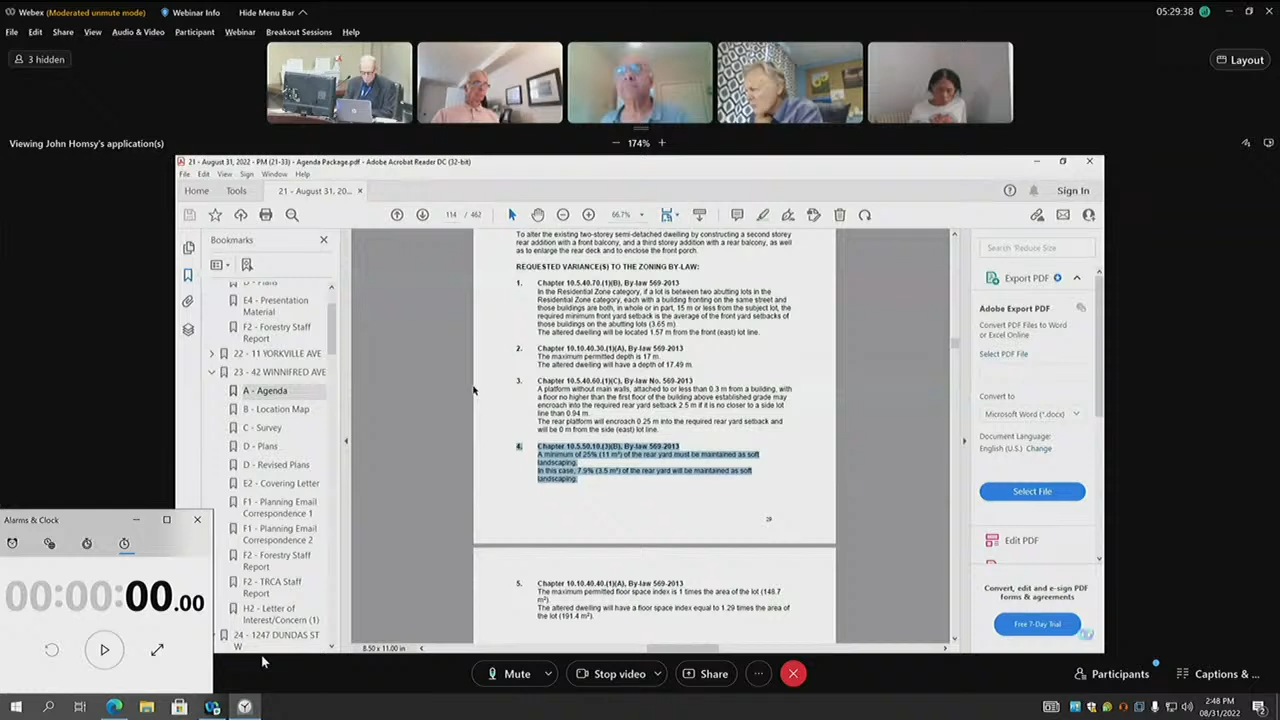 Webex (Moderated unmute mode) Webinar Info Hide Menu Bar 05:29:38
File Edit Share View Audio & Video Participant Webinar Breakout Sessions Help
3 hidden
Layout
174%
Viewing John Homsy's application(s)
21 - August 31, 2022 - PM (21-33) - Agenda Package.pdf - Adobe Acrobat Reader DC (32-bit)
File Edit View Sign Window Help
Home Tools 21 - August 31, 20... Sign In
114 / 462 66.7%
Bookmarks
D - Plans
E4 - Presentation
Material
F2 - Forestry Staff
Report
22 - 11 YORKVILLE AVE
23 - 42 WINNIFRED AVE
A - Agenda
B - Location Map
C - Survey
D - Plans
D - Revised Plans
E2 - Covering Letter
F1 - Planning Email
Correspondence 1
F1 - Planning Email
Correspondence 2
F2 - Forestry Staff
Report
F2 - TRCA Staff
Report
H2 - Letter of
Interest/Concern (1)
24 - 1247 DUNDAS ST
W
To alter the existing two-storey semi-detached dwelling by constructing a second storey
rear addition with a front balcony, and a third storey addition with a rear balcony, as well
as to enlarge the rear deck and to enclose the front porch.
REQUESTED VARIANCE(S) TO THE ZONING BY-LAW:
1. Chapter 10.5.40.70.(1)(B), By-law 569-2013
In the Residential Zone category, if a lot is between two abutting lots in the
Residential Zone category, each with a building fronting on the same street and
those buildings are both, in whole or in part, 15 m or less from the subject lot, the
required minimum front yard setback is the average of the front yard setbacks of
those buildings on the abutting lots (3.65 m)
The altered dwelling will be located 1.57 m from the front (east) lot line.
2. Chapter 10.10.40.30.(1)(A), By-law 569-2013
The maximum permitted depth is 17 m.
The altered dwelling will have a depth of 17.49 m.
3. Chapter 10.5.40.60.(1)(C), By-law No. 569-2013
A platform without main walls, attached to or less than 0.3 m from a building, with
a floor no higher than the first floor of the building above established grade may
encroach into the required rear yard setback 2.5 m if it is no closer to a side lot
line than 0.94 m.
The rear platform will encroach 0.25 m into the required rear yard setback and
will be 0 m from the side (east) lot line.
4. Chapter 10.5.50.10.(3)(B), By-law 569-2013
A minimum of 25% (11 m²) of the rear yard must be maintained as soft
landscaping.
In this case, 7.9% (3.5 m²) of the rear yard will be maintained as soft
landscaping.
29
5. Chapter 10.10.40.40.(1)(A), By-law 569-2013
The maximum permitted floor space index is 1 times the area of the lot (148.7
m²).
The altered dwelling will have a floor space index equal to 1.29 times the area of
the lot (191.4 m²).
8.50 x 11.00 in
Search 'Reduce Size'
Export PDF
Adobe Export PDF
Convert PDF Files to Word
or Excel Online
Select PDF File
Convert to
Microsoft Word (*.docx)
Document Language:
English (U.S.) Change
Select File
Edit PDF
Convert, edit and e-sign PDF
forms & agreements
Free 7-Day Trial
Alarms & Clock
00:00:00.00
Mute Stop video Share Participants Captions & ...
2:48 PM
08/31/2022